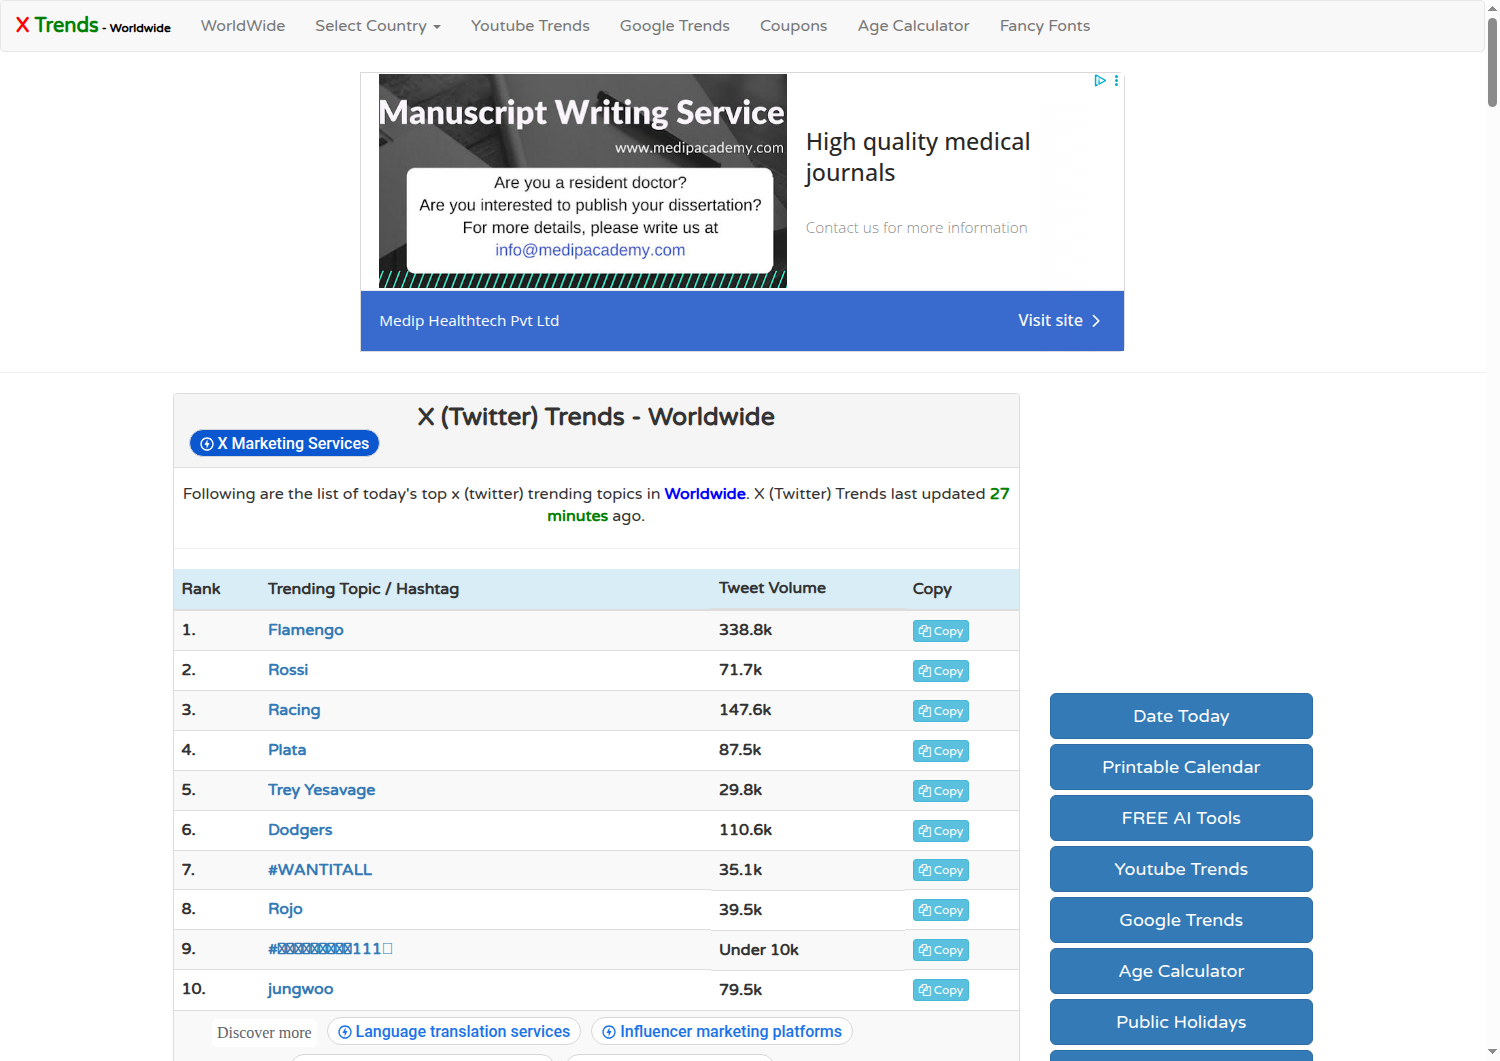 X Trends - Worldwide
WorldWide
Select Country
Youtube Trends
Google Trends
Coupons
Age Calculator
Fancy Fonts
Manuscript Writing Service
www.medipacademy.com
Are you a resident doctor?
Are you interested to publish your dissertation?
For more details, please write us at
info@medipacademy.com
High quality medical
journals
Contact us for more information
Medip Healthtech Pvt Ltd
Visit site
X (Twitter) Trends - Worldwide
X Marketing Services
Following are the list of today's top x (twitter) trending topics in Worldwide. X (Twitter) Trends last updated 27
minutes ago.
Rank Trending Topic / Hashtag Tweet Volume Copy
1. Flamengo 338.8k Copy
2. Rossi 71.7k Copy
3. Racing 147.6k Copy
4. Plata 87.5k Copy
5. Trey Yesavage 29.8k Copy
6. Dodgers 110.6k Copy
7. #WANTITALL 35.1k Copy
8. Rojo 39.5k Copy
9. # 111 Under 10k Copy
10. jungwoo 79.5k Copy
Discover more
Language translation services
Influencer marketing platforms
Date Today
Printable Calendar
FREE AI Tools
Youtube Trends
Google Trends
Age Calculator
Public Holidays